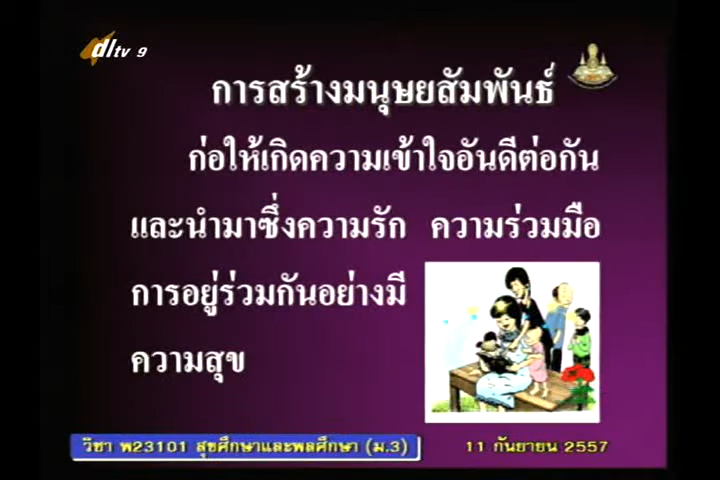 dltv 9
การสร้างมนุษยสัมพันธ์
ก่อให้เกิดความเข้าใจอันดีต่อกัน
และนำมาซึ่งความรัก ความร่วมมือ
การอยู่ร่วมกันอย่างมี
ความสุข
วิชา พ23101 สุขศึกษาและพลศึกษา (ม.3) 11 กันยายน 2557